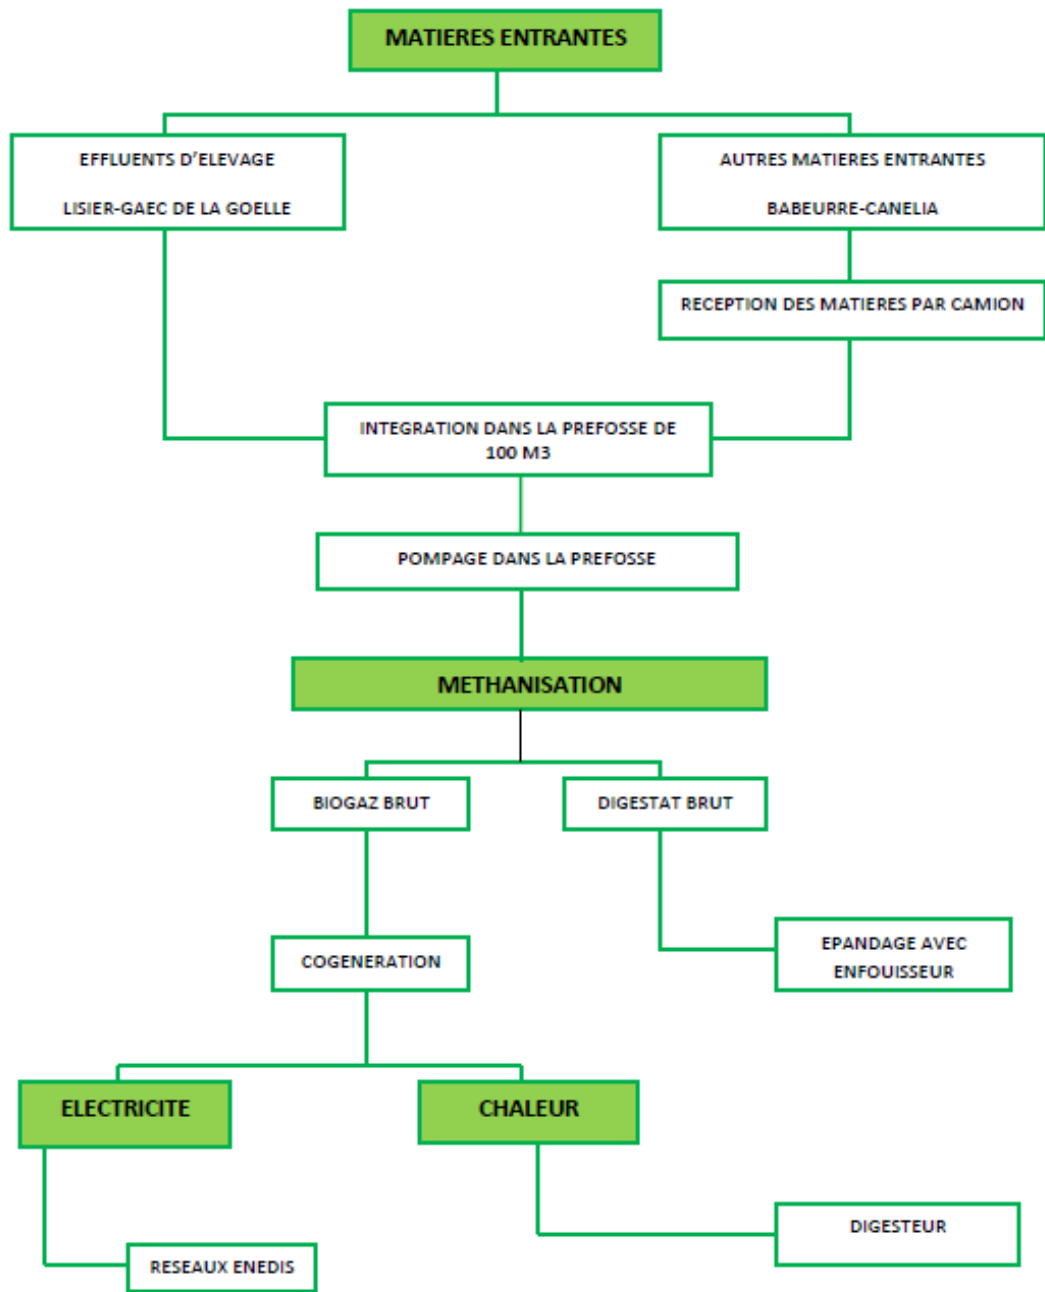 MATIERES ENTRANTES
EFFLUENTS D'ELEVAGE
LISIER-GAEC DE LA GOELLE
AUTRES MATIERES ENTRANTES
BABEURRE-CANELIA
RECEPTION DES MATIERES PAR CAMION
INTEGRATION DANS LA PREFOSSE DE
100 M3
POMPAGE DANS LA PREFOSSE
METHANISATION
BIOGAZ BRUT
DIGESTAT BRUT
COGENERATION
EPANDAGE AVEC
ENFOUISSEUR
ELECTRICITE
CHALEUR
DIGESTEUR
RESEAUX ENEDIS